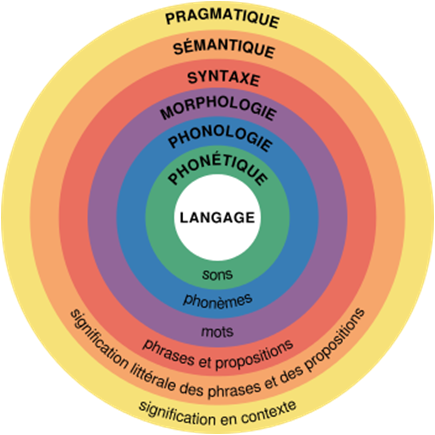 PRAGMATIQUE
SÉMANTIQUE
SYNTAXE
MORPHOLOGIE
PHONOLOGIE
PHONÉTIQUE
LANGAGE
sons
phonèmes
mots
phrases et propositions
signification littérale des phrases et des propositions
signification en contexte